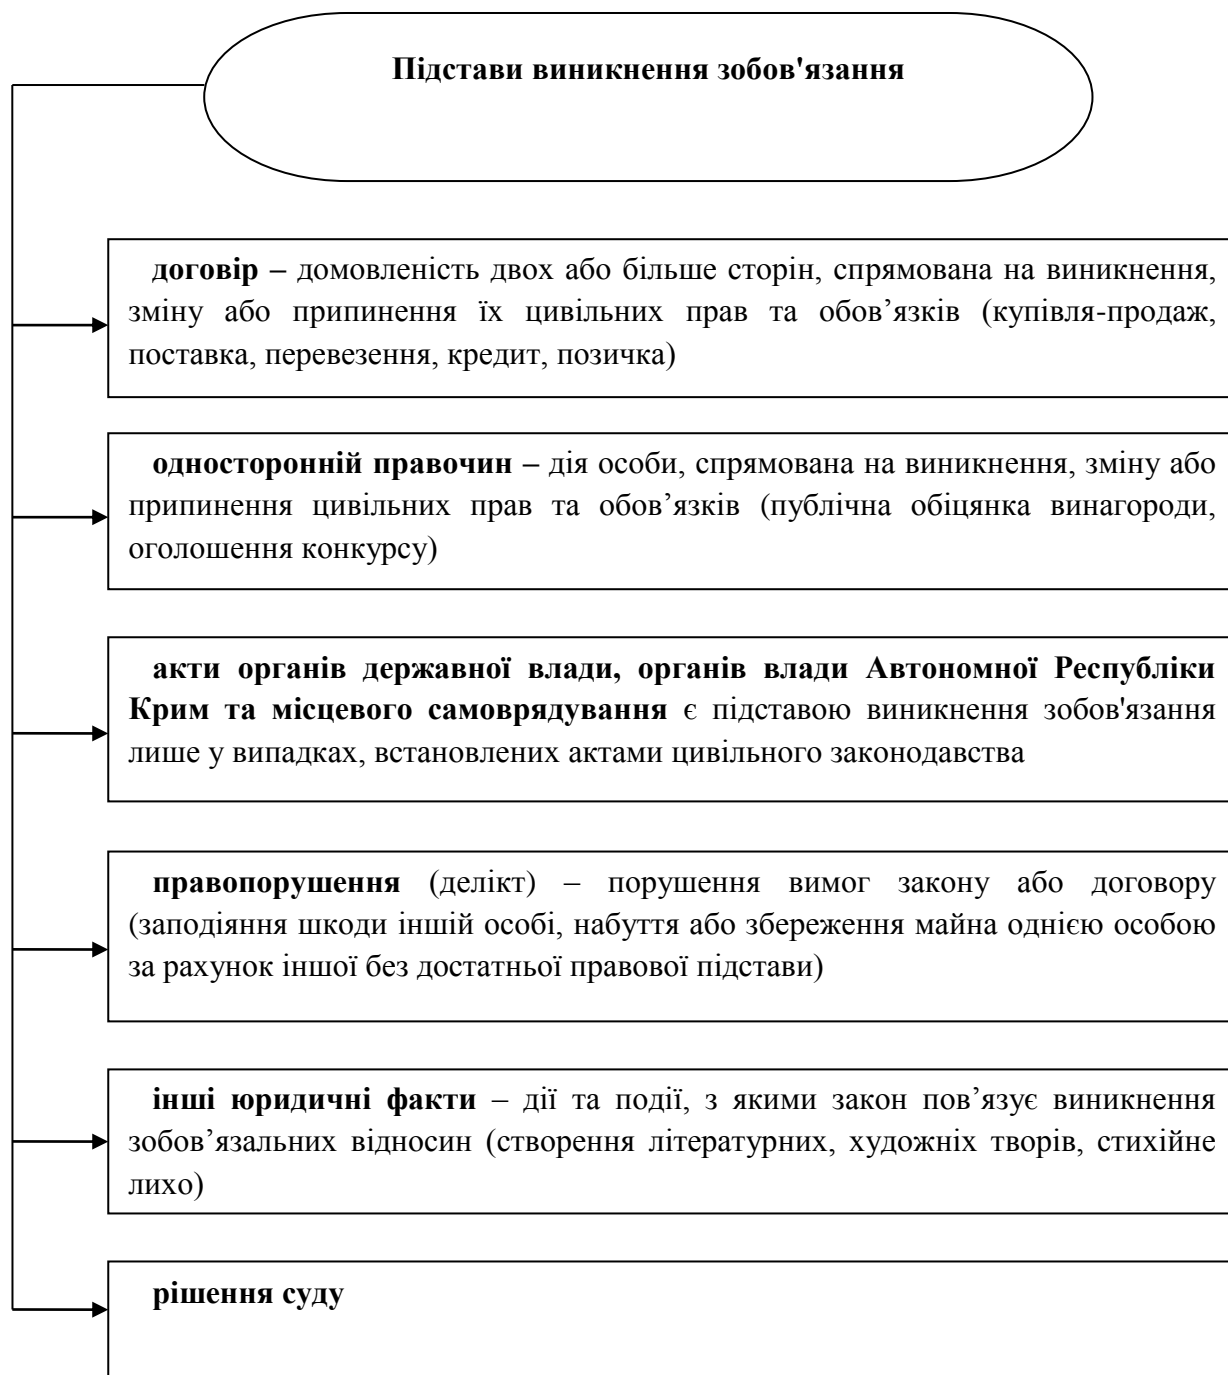 Підстави виникнення зобов'язання
договір – домовленість двох або більше сторін, спрямована на виникнення,
зміну або припинення їх цивільних прав та обов’язків (купівля-продаж,
поставка, перевезення, кредит, позичка)
односторонній правочин – дія особи, спрямована на виникнення, зміну або
припинення цивільних прав та обов’язків (публічна обіцянка винагороди,
оголошення конкурсу)
акти органів державної влади, органів влади Автономної Республіки
Крим та місцевого самоврядування є підставою виникнення зобов'язання
лише у випадках, встановлених актами цивільного законодавства
правопорушення (делікт) – порушення вимог закону або договору
(заподіяння шкоди іншій особі, набуття або збереження майна однією особою
за рахунок іншої без достатньої правової підстави)
інші юридичні факти – дії та події, з якими закон пов’язує виникнення
зобов’язальних відносин (створення літературних, художніх творів, стихійне
лихо)
рішення суду